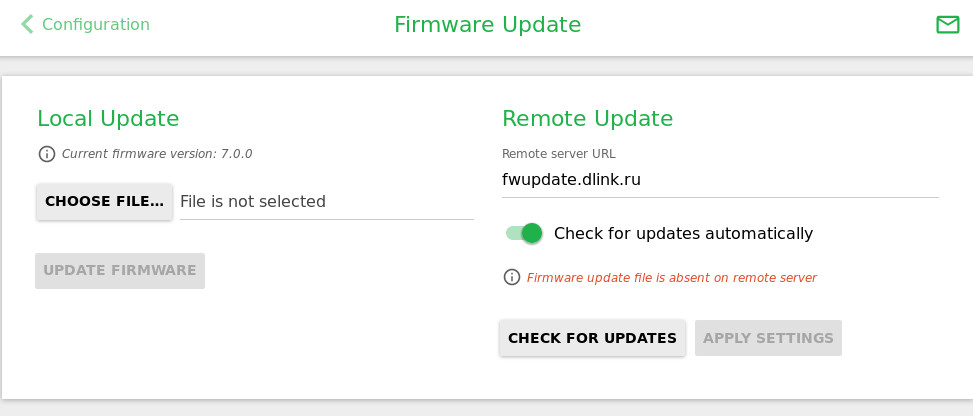 Configuration
Firmware Update
Local Update
Current firmware version: 7.0.0
CHOOSE FILE...
File is not selected
UPDATE FIRMWARE
Remote Update
Remote server URL
fwupdate.dlink.ru
Check for updates automatically
Firmware update file is absent on remote server
CHECK FOR UPDATES
APPLY SETTINGS